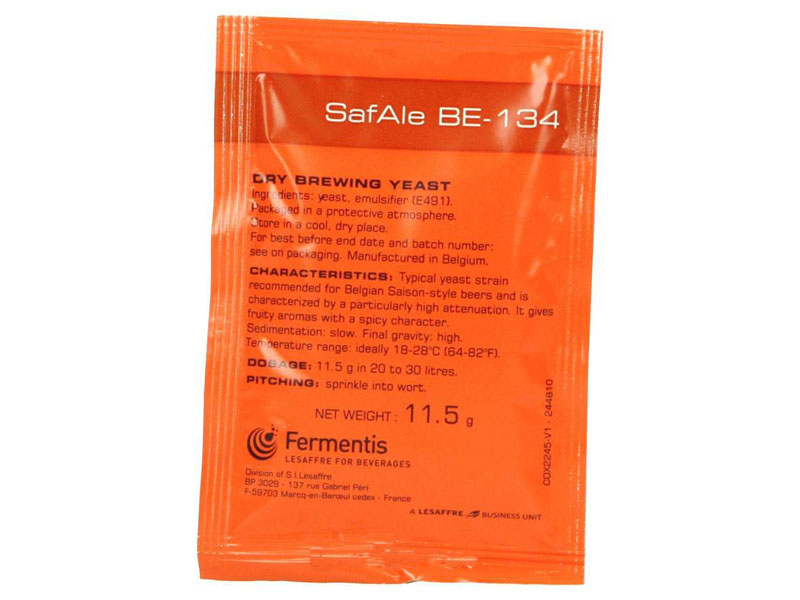 SafAle BE-134
DRY BREWING YEAST
Ingredients: yeast, emulsifier (E491).
Packaged in a protective atmosphere.
Store in a cool, dry place.
For best before end date and batch number:
see on packaging. Manufactured in Belgium.
CHARACTERISTICS: Typical yeast strain
recommended for Belgian Saison-style beers and is
characterized by a particularly high attenuation. It gives
fruity aromas with a spicy character.
Sedimentation: slow. Final gravity: high.
Temperature range: ideally 18-28°C (64-82°F).
DOSAGE: 11.5 g in 20 to 30 litres.
PITCHING: sprinkle into wort.
NET WEIGHT: 11.5 g
Fermentis
LESAFFRE FOR BEVERAGES
Division of S.I.Lesaffre
BP 3029 - 137 rue Gabriel Péri
F-59703 Marcq-en-Barœul cedex - France
A LESAFFRE BUSINESS UNIT
CDX2245-V1 - 244810